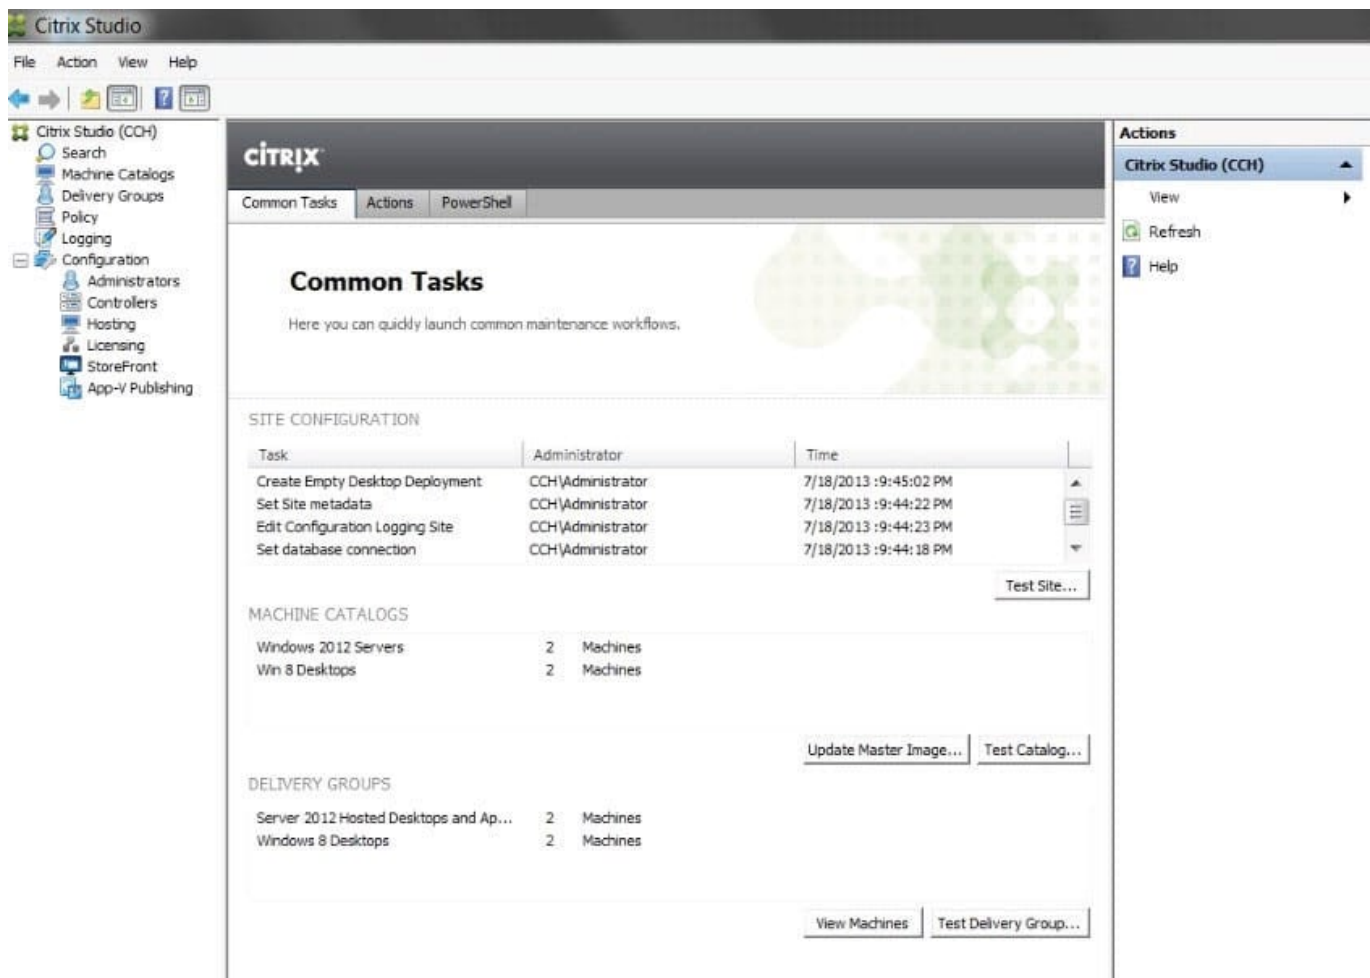 Citrix Studio
File Action View Help
Citrix Studio (CCH)
Search
Machine Catalogs
Delivery Groups
Policy
Logging
Configuration
Administrators
Controllers
Hosting
Licensing
StoreFront
App-V Publishing
CITRIX
Common Tasks Actions PowerShell
Common Tasks
Here you can quickly launch common maintenance workflows.
SITE CONFIGURATION
Task Administrator Time
Create Empty Desktop Deployment CCH\Administrator 7/18/2013 :9:45:02 PM
Set Site metadata CCH\Administrator 7/18/2013 :9:44:22 PM
Edit Configuration Logging Site CCH\Administrator 7/18/2013 :9:44:23 PM
Set database connection CCH\Administrator 7/18/2013 :9:44:18 PM
Test Site...
MACHINE CATALOGS
Windows 2012 Servers 2 Machines
Win 8 Desktops 2 Machines
Update Master Image... Test Catalog...
DELIVERY GROUPS
Server 2012 Hosted Desktops and Ap... 2 Machines
Windows 8 Desktops 2 Machines
View Machines Test Delivery Group...
Actions
Citrix Studio (CCH)
View
Refresh
Help